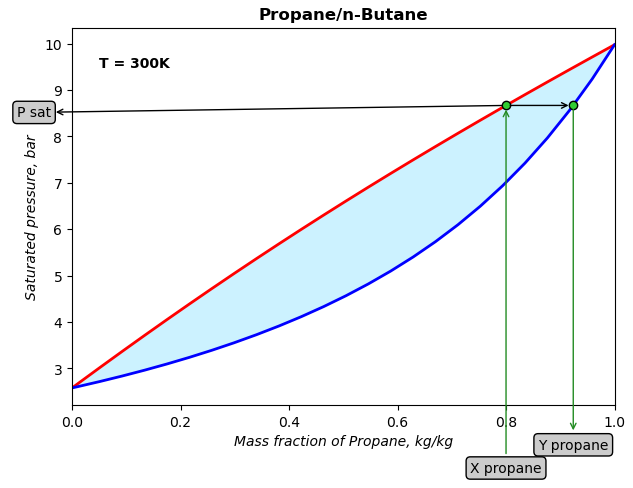 Propane/n-Butane
T = 300K
10
9
8
7
6
5
4
3
P sat
Saturated pressure, bar
0.0 0.2 0.4 0.6 0.8 1.0
Mass fraction of Propane, kg/kg
Y propane
X propane